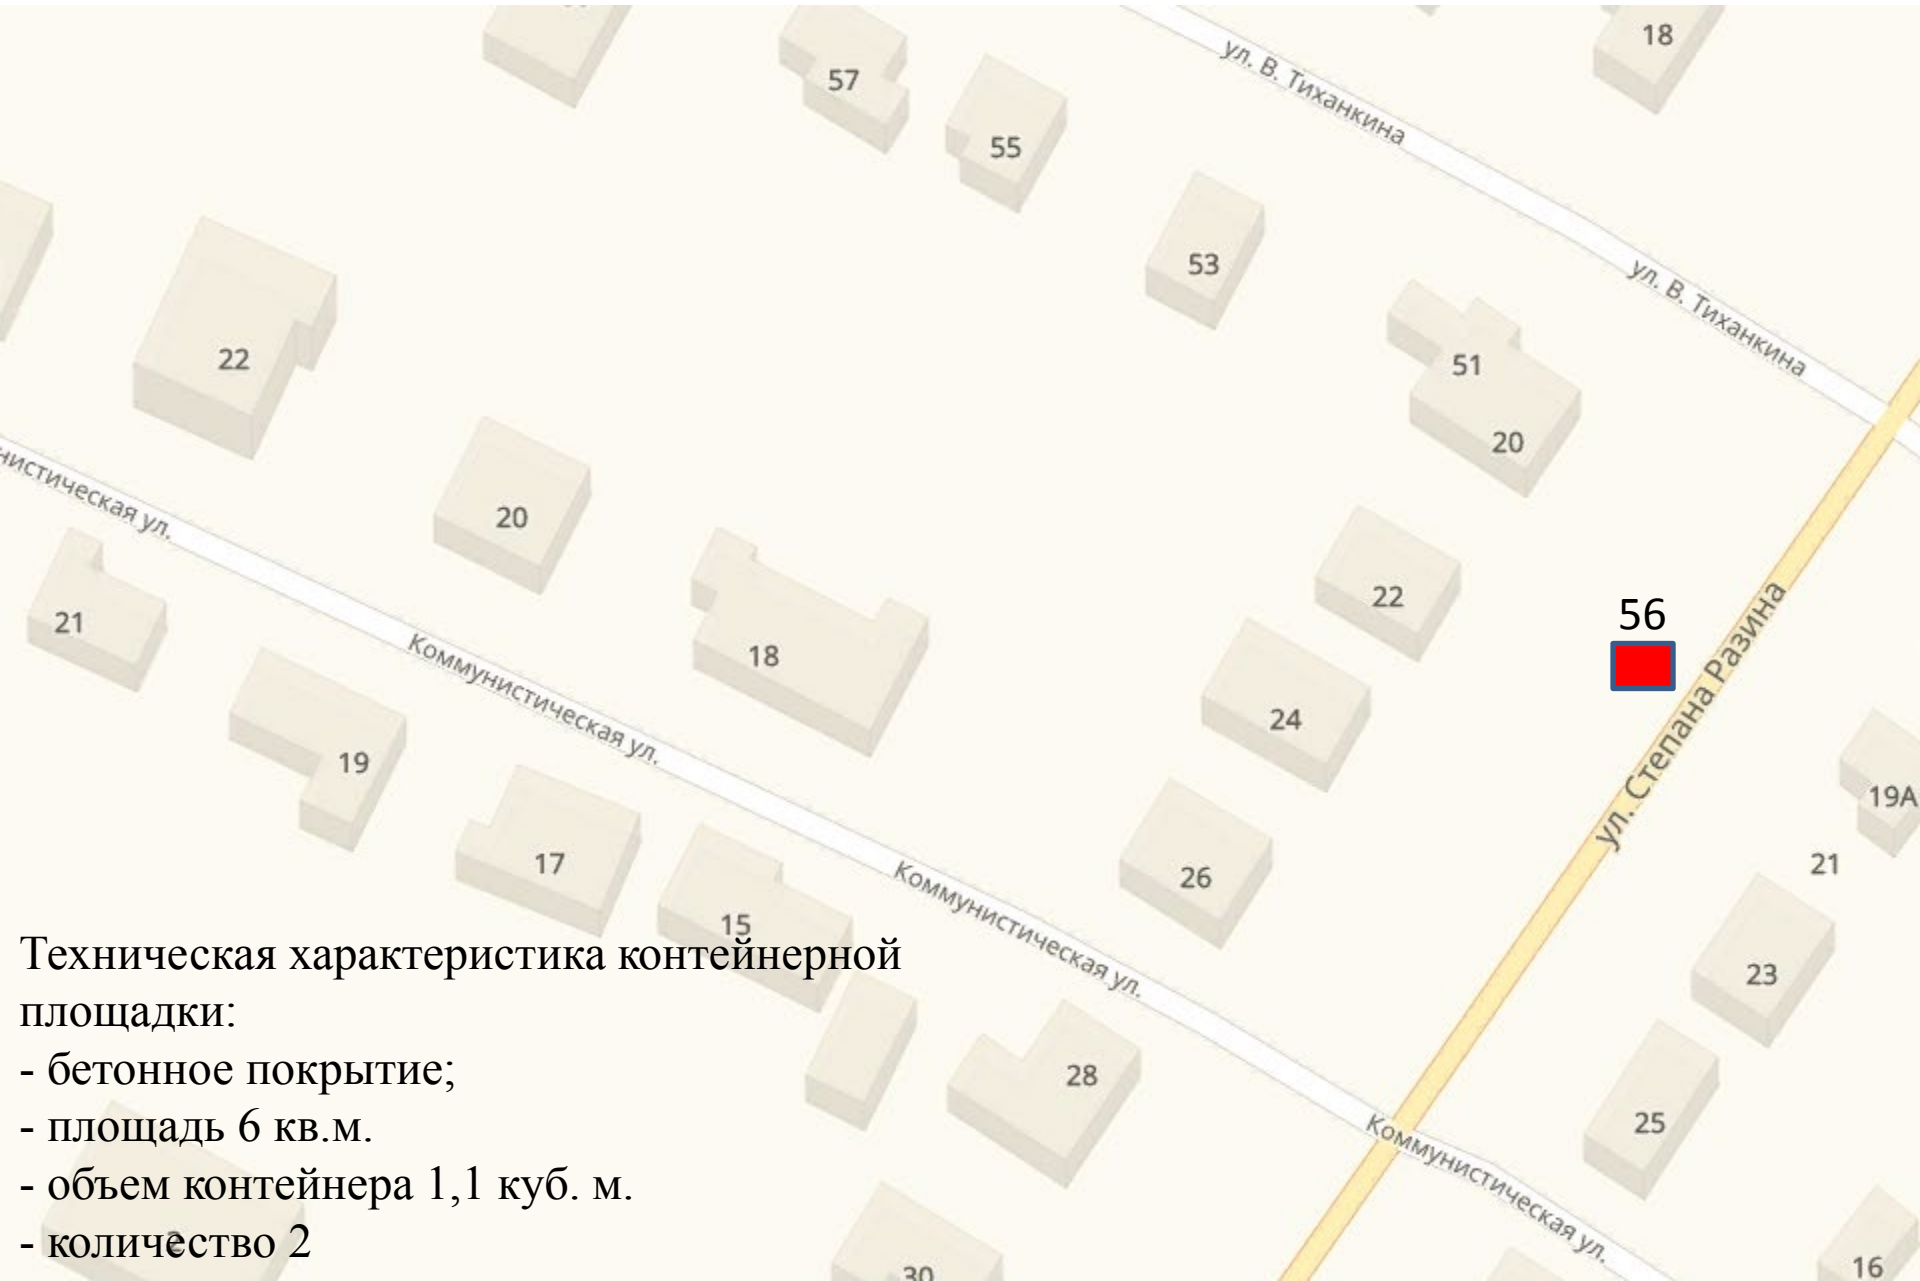 57
18
ул. В. Тиханкина
55
53
ул. В. Тиханкина
22
51
20
нистическая ул.
20
22
56
21
18
Коммунистическая ул.
24
ул. Степана Разина
19
19А
17
26
21
Коммунистическая ул.
15
23
28
25
Коммунистическая ул.
30
16
2
Техническая характеристика контейнерной
площадки:
- бетонное покрытие;
- площадь 6 кв.м.
- объем контейнера 1,1 куб. м.
- количество 2